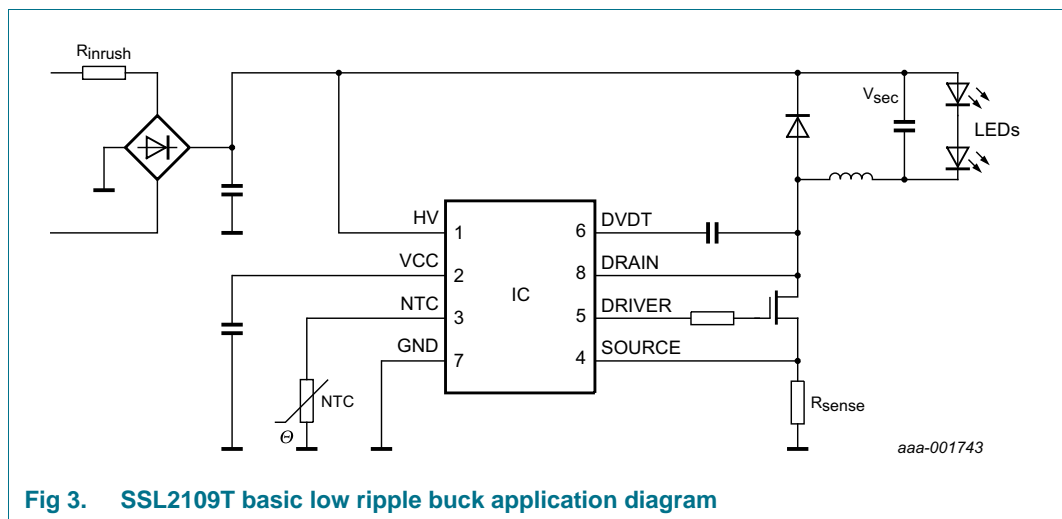 Rinrush
Vsec
LEDs
HV
1
DVDT
6
VCC
2
DRAIN
8
IC
NTC
3
DRIVER
5
GND
7
SOURCE
4
NTC
Θ
Rsense
aaa-001743
Fig 3. SSL2109T basic low ripple buck application diagram